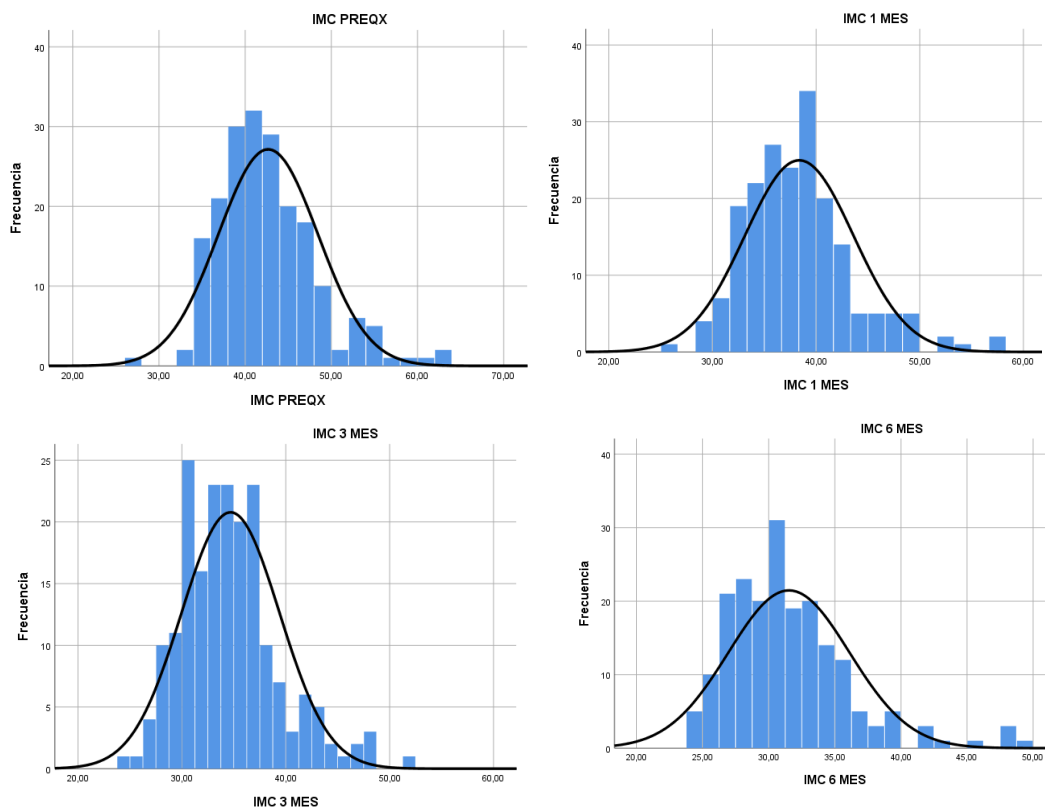 IMC PREQX
Frecuencia
40
30
20
10
0
20,00 30,00 40,00 50,00 60,00 70,00
IMC PREQX
IMC 1 MES
Frecuencia
40
30
20
10
0
20,00 30,00 40,00 50,00 60,00
IMC 1 MES
IMC 3 MES
Frecuencia
25
20
15
10
5
0
20,00 30,00 40,00 50,00 60,00
IMC 3 MES
IMC 6 MES
Frecuencia
40
30
20
10
0
20,00 25,00 30,00 35,00 40,00 45,00 50,00
IMC 6 MES